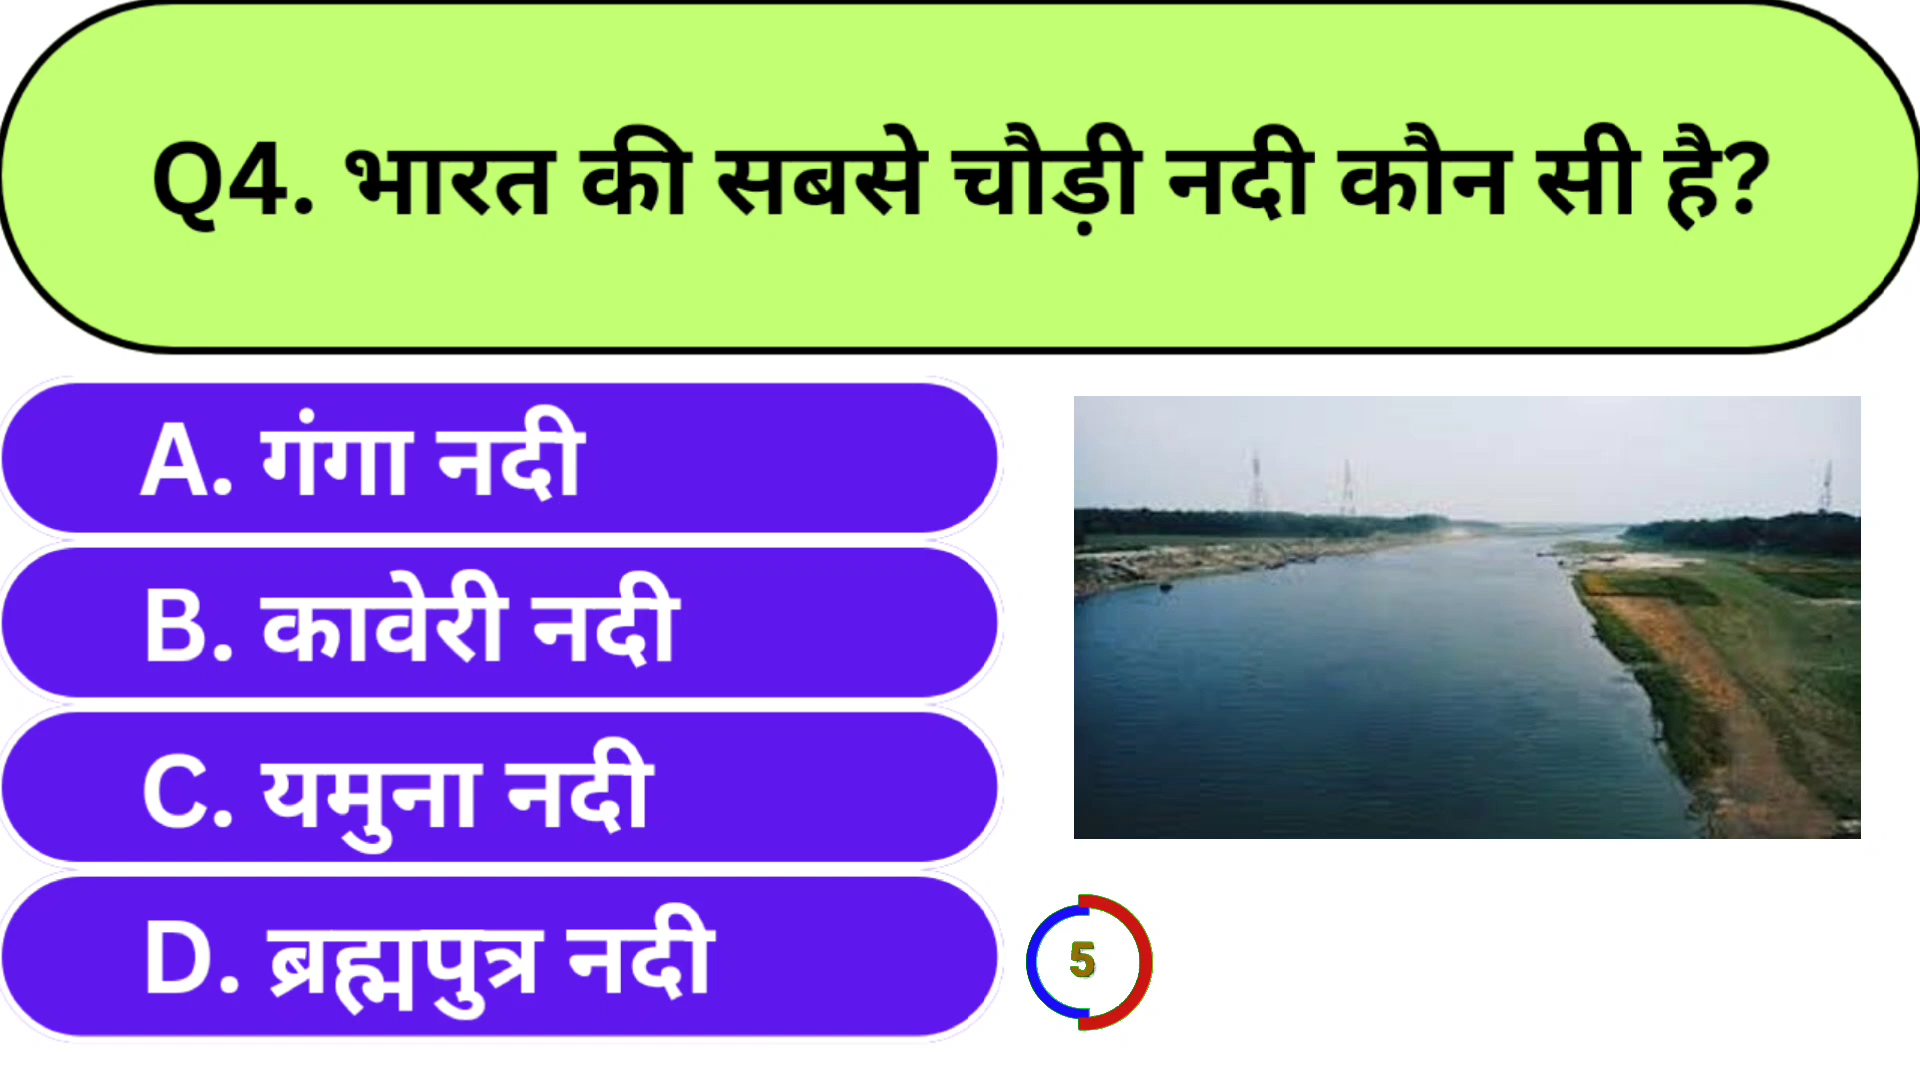 Q4. भारत की सबसे चौड़ी नदी कौन सी है?
A. गंगा नदी
B. कावेरी नदी
C. यमुना नदी
D. ब्रह्मपुत्र नदी
5